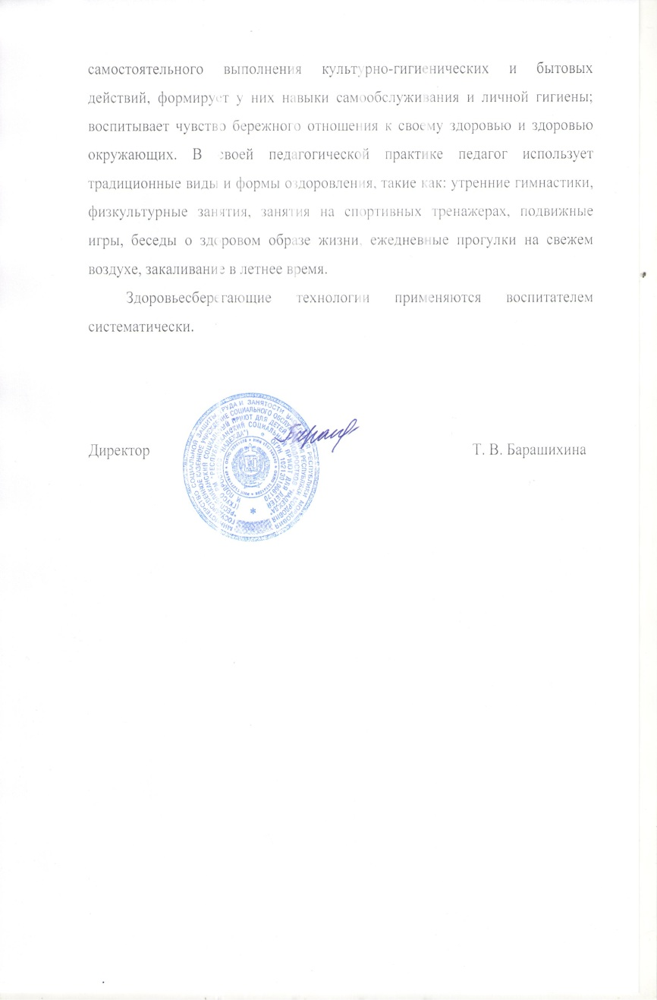 самостоятельного выполнения культурно-гигиенических и бытовых
действий, формирует у них навыки самообслуживания и личной гигиены;
воспитывает чувство бережного отношения к своему здоровью и здоровью
окружающих. В своей педагогической практике педагог использует
традиционные виды и формы оздоровления, такие как: утренние гимнастики,
физкультурные занятия, занятия на спортивных тренажерах, подвижные
игры, беседы о здоровом образе жизни, ежедневные прогулки на свежем
воздухе, закаливание в летнее время.
Здоровьесберегающие технологии применяются воспитателем
систематически.
Директор
Т. В. Барашихина